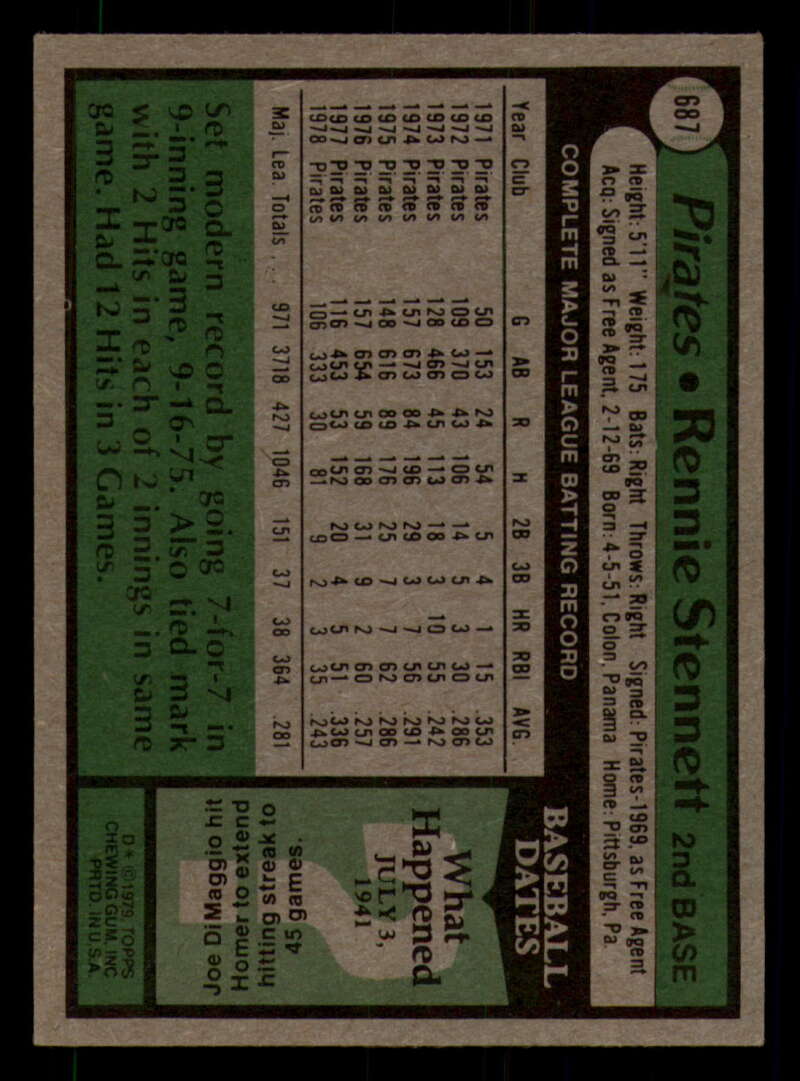 687
Pirates • Rennie Stennett 2nd BASE
Height: 5'11" Weight: 175 Bats: Right Throws: Right Signed: Pirates-1969, as Free Agent
Acq: Signed as Free Agent, 2-12-69 Born: 4-5-51, Colon, Panama Home: Pittsburgh, Pa.
COMPLETE MAJOR LEAGUE BATTING RECORD
Year Club G AB R H 2B 3B HR RBI AVG.
1971 Pirates 50 153 24 54 5 4 1 15 .353
1972 Pirates 109 370 43 106 14 5 3 30 .286
1973 Pirates 128 466 45 113 18 3 10 55 .242
1974 Pirates 157 673 84 196 29 3 7 56 .291
1975 Pirates 148 616 89 176 25 7 7 62 .286
1976 Pirates 157 654 59 168 31 9 2 60 .257
1977 Pirates 116 453 53 152 20 4 5 51 .336
1978 Pirates 106 333 30 81 9 2 3 35 .243
Maj. Lea. Totals ... 971 3718 427 1046 151 37 38 364 .281
Set modern record by going 7-for-7 in
9-inning game, 9-16-75. Also tied mark
with 2 Hits in each of 2 innings in same
game. Had 12 Hits in 3 Games.
BASEBALL
DATES
What
Happened
JULY 3,
1941
Joe DiMaggio hit
Homer to extend
hitting streak to
45 games.
D* ©1979 TOPPS
CHEWING GUM, INC.
PRTD. IN U.S.A.